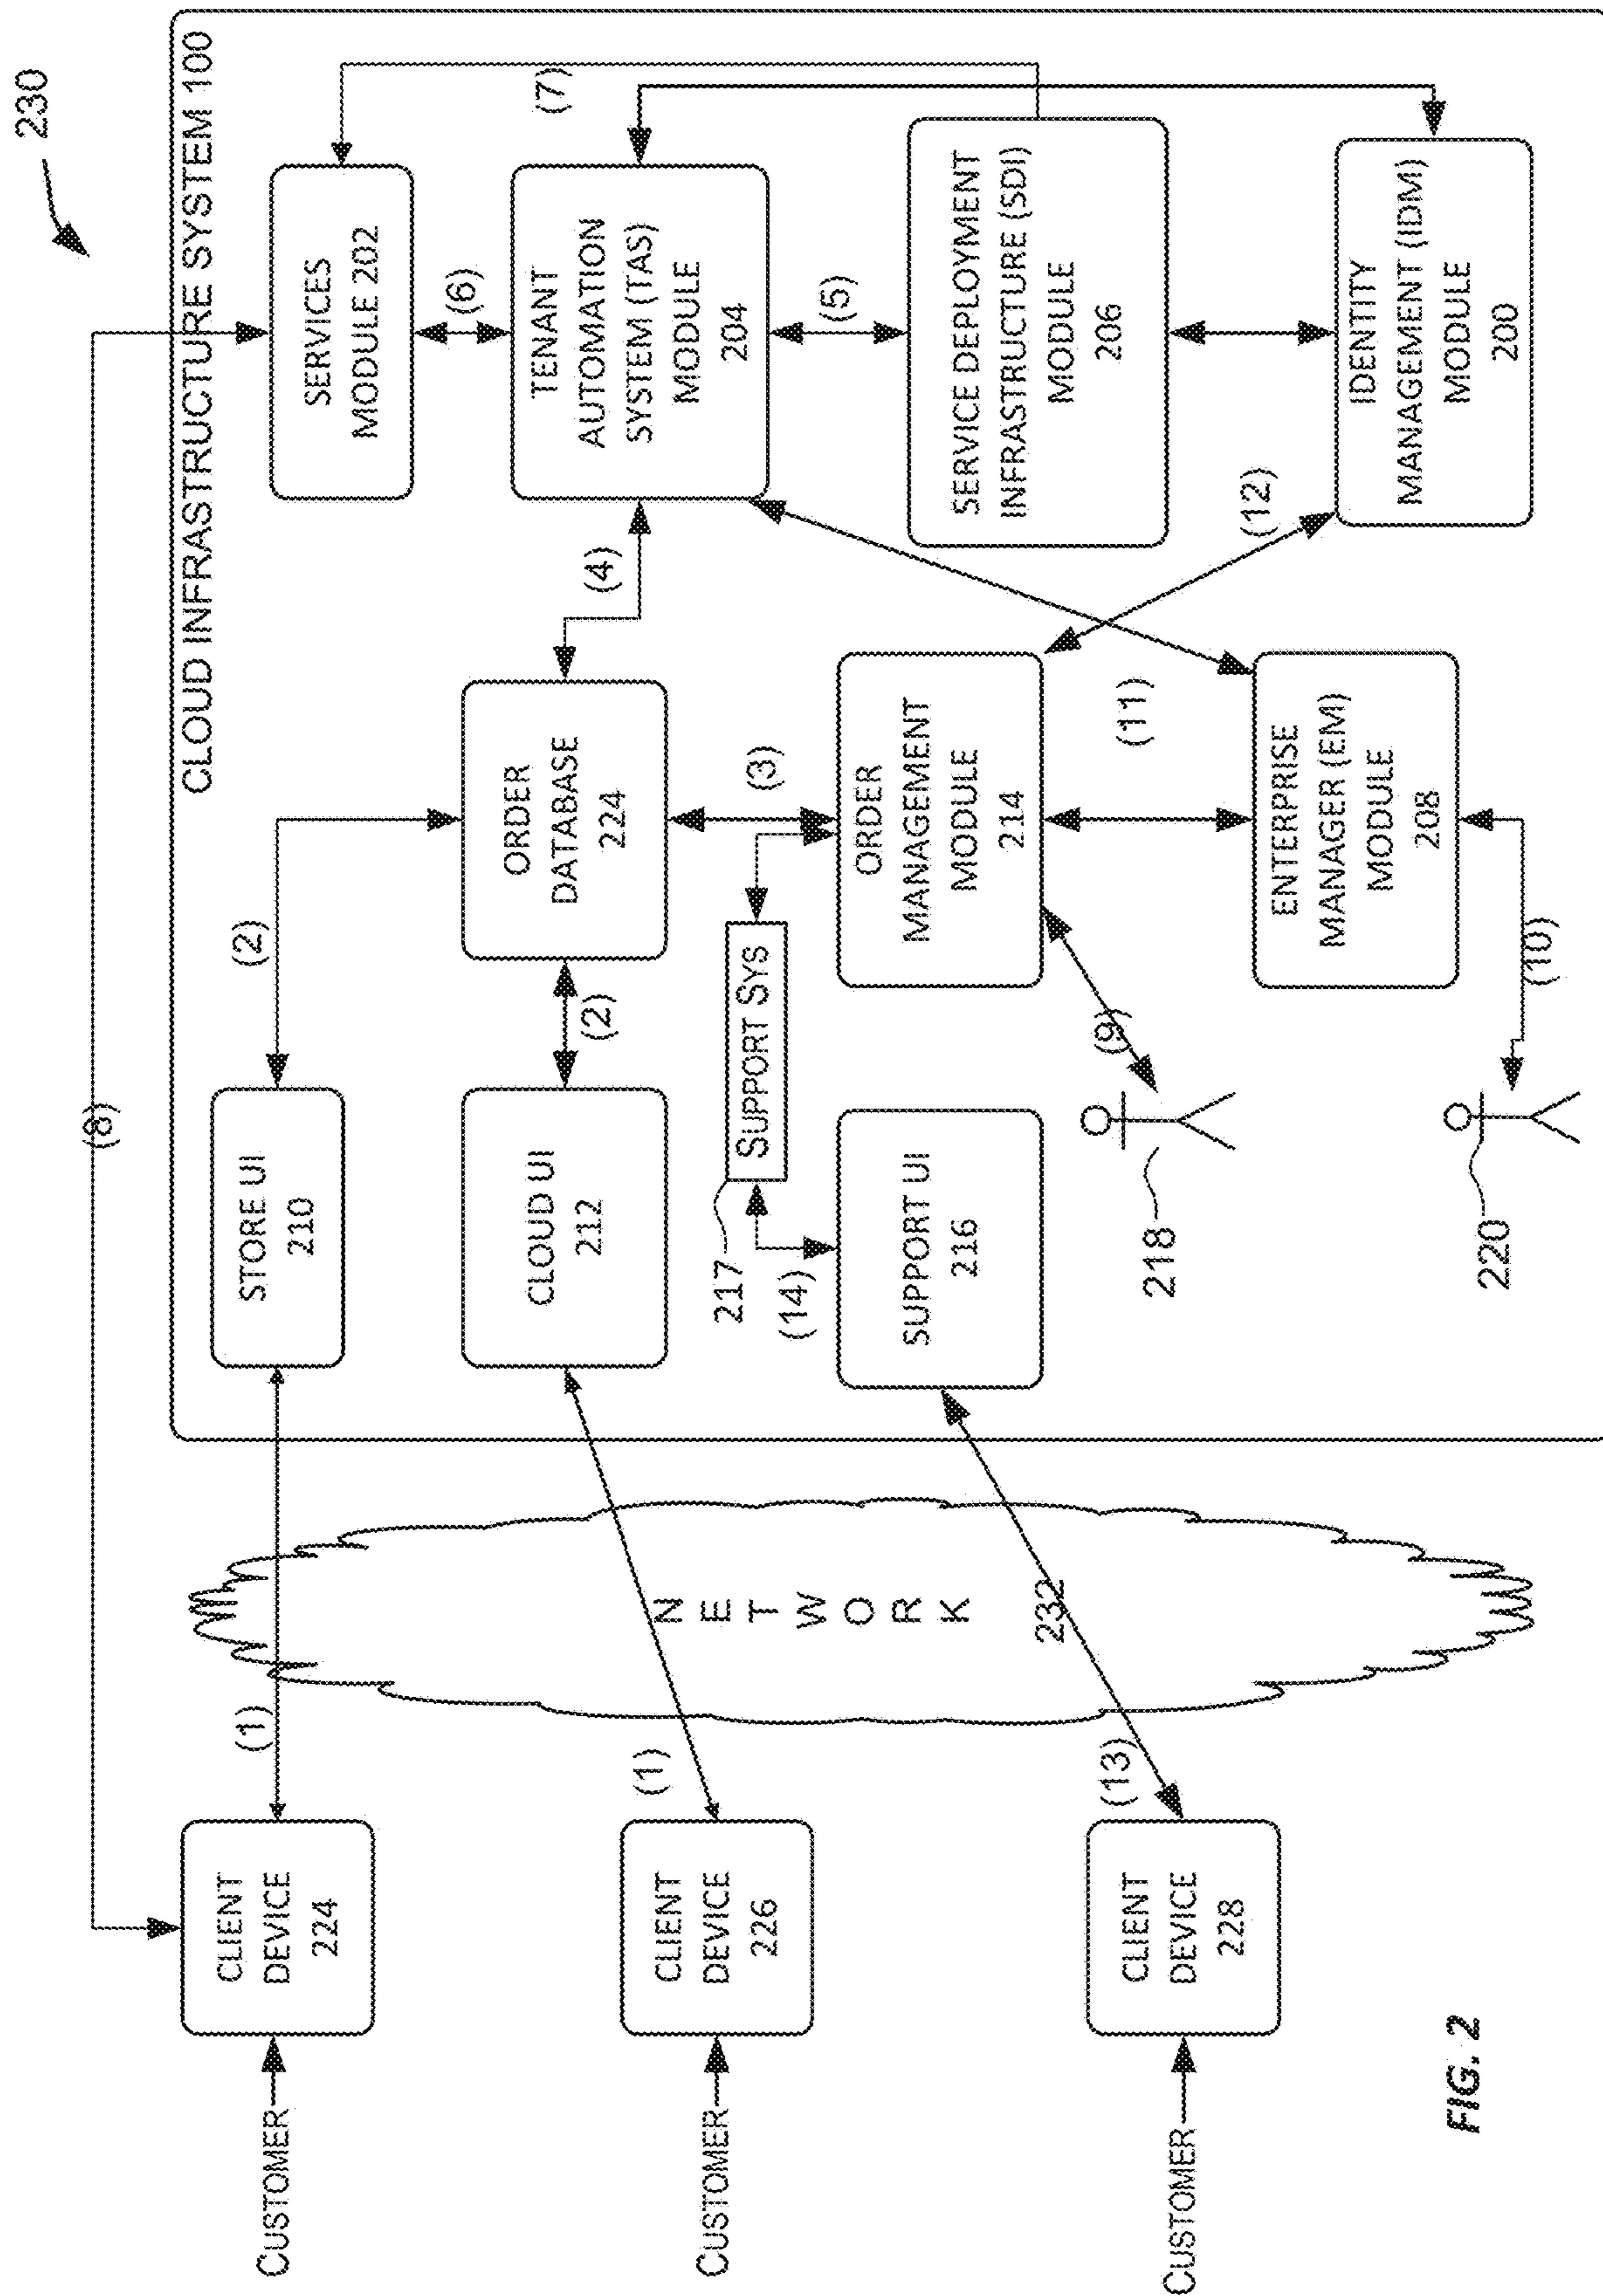 230
CLOUD INFRASTRUCTURE SYSTEM 100
(8)
CUSTOMER
CLIENT
DEVICE
224
(1)
STORE UI
210
(2)
SERVICES
MODULE 202
(7)
(6)
CUSTOMER
CLIENT
DEVICE
226
(1)
N
E
T
W
O
R
K
232
CLOUD UI
212
(2)
ORDER
DATABASE
224
(4)
TENANT
AUTOMATION
SYSTEM (TAS)
MODULE
204
(5)
217
SUPPORT SYS
(3)
(14)
SUPPORT UI
216
ORDER
MANAGEMENT
MODULE
214
SERVICE DEPLOYMENT
INFRASTRUCTURE (SDI)
MODULE
206
CUSTOMER
CLIENT
DEVICE
228
(13)
218
(9)
(11)
(12)
ENTERPRISE
MANAGER (EM)
MODULE
208
IDENTITY
MANAGEMENT (IDM)
MODULE
200
220
(10)
FIG. 2